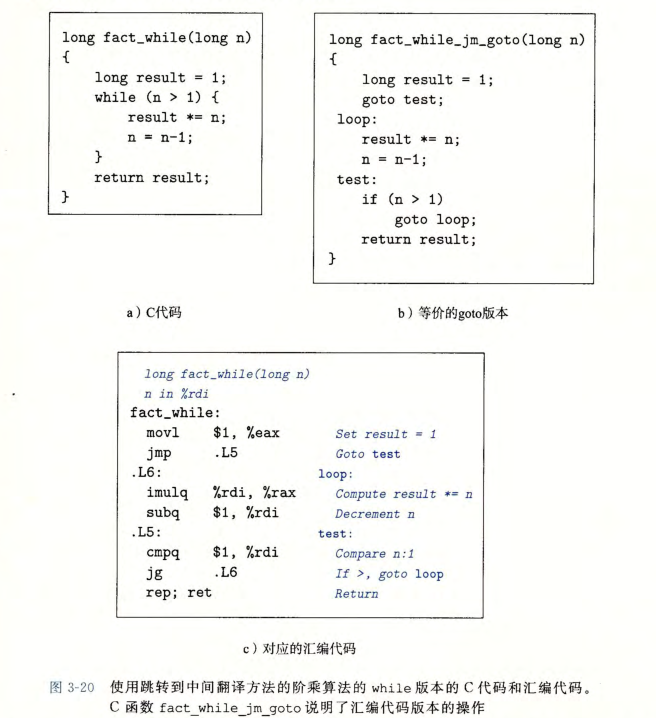 long fact_while(long n)
{
    long result = 1;
    while (n > 1) {
        result *= n;
        n = n-1;
    }
    return result;
}
a）C代码
long fact_while_jm_goto(long n)
{
    long result = 1;
    goto test;
 loop:
    result *= n;
    n = n-1;
 test:
    if (n > 1)
        goto loop;
    return result;
}
b）等价的goto版本
long fact_while(long n)
n in %rdi
fact_while:
  movl    $1, %eax    Set result = 1
  jmp     .L5    Goto test
.L6:    loop:
  imulq   %rdi, %rax    Compute result *= n
  subq    $1, %rdi    Decrement n
.L5:    test:
  cmpq    $1, %rdi    Compare n:1
  jg      .L6    If >, goto loop
  rep; ret    Return
c）对应的汇编代码
图 3-20 使用跳转到中间翻译方法的阶乘算法的 while 版本的 C 代码和汇编代码。
C 函数 fact_while_jm_goto 说明了汇编代码版本的操作